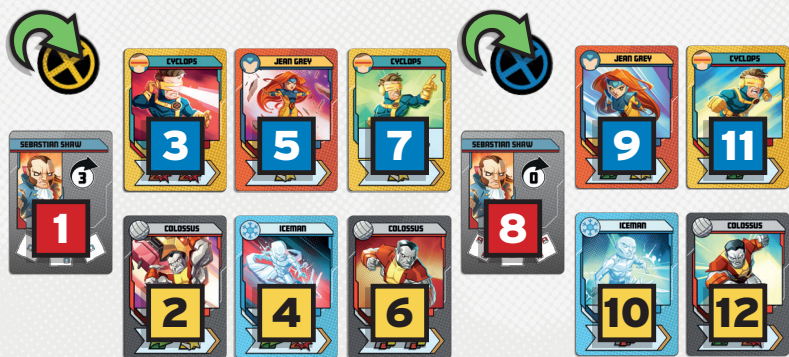 CYCLOPS
JEAN GREY
CYCLOPS
JEAN GREY
CYCLOPS
3
5
7
9
11
SEBASTIAN SHAW
3
1
SEBASTIAN SHAW
0
8
COLOSSUS
ICEMAN
COLOSSUS
ICEMAN
COLOSSUS
2
4
6
10
12